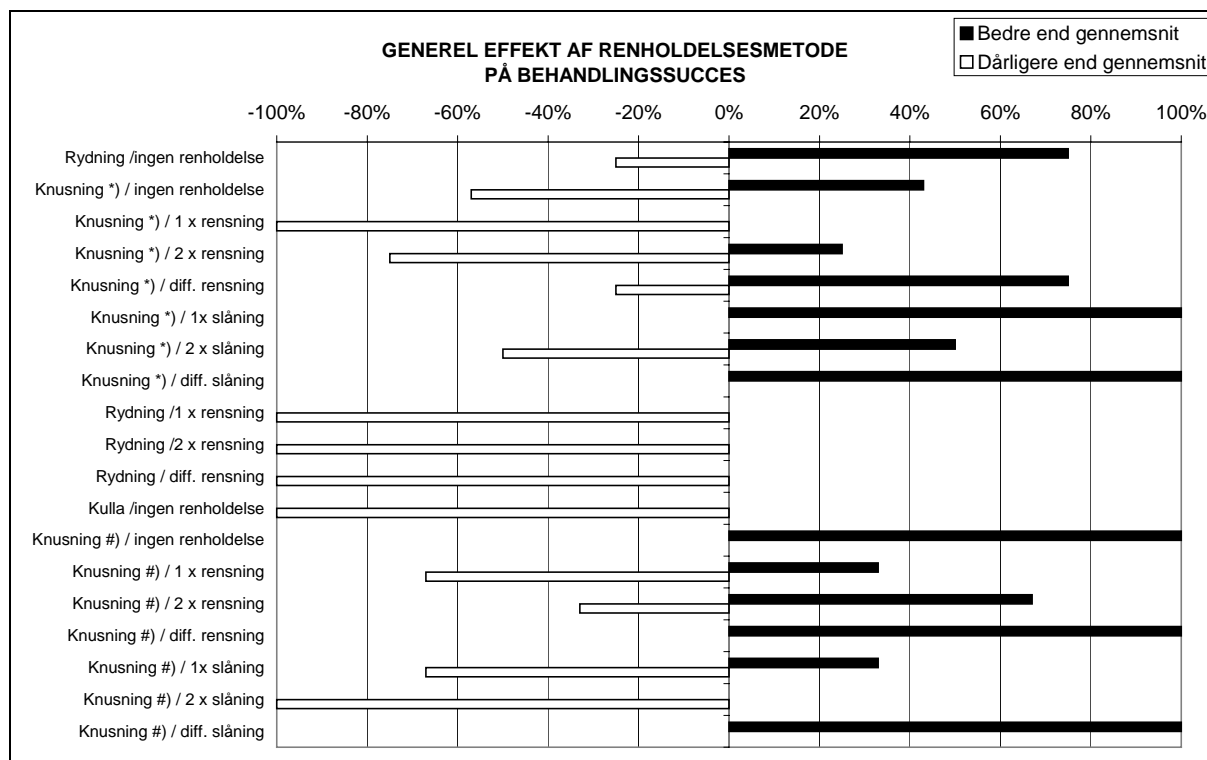 GENEREL EFFEKT AF RENHOLDELSESMETODE
PÅ BEHANDLINGSSUCCES
Bedre end gennemsnit
Dårligere end gennemsnit
-100% -80% -60% -40% -20% 0% 20% 40% 60% 80% 100%
Rydning /ingen renholdelse
Knusning *) / ingen renholdelse
Knusning *) / 1 x rensning
Knusning *) / 2 x rensning
Knusning *) / diff. rensning
Knusning *) / 1x slåning
Knusning *) / 2 x slåning
Knusning *) / diff. slåning
Rydning /1 x rensning
Rydning /2 x rensning
Rydning / diff. rensning
Kulla /ingen renholdelse
Knusning #) / ingen renholdelse
Knusning #) / 1 x rensning
Knusning #) / 2 x rensning
Knusning #) / diff. rensning
Knusning #) / 1x slåning
Knusning #) / 2 x slåning
Knusning #) / diff. slåning